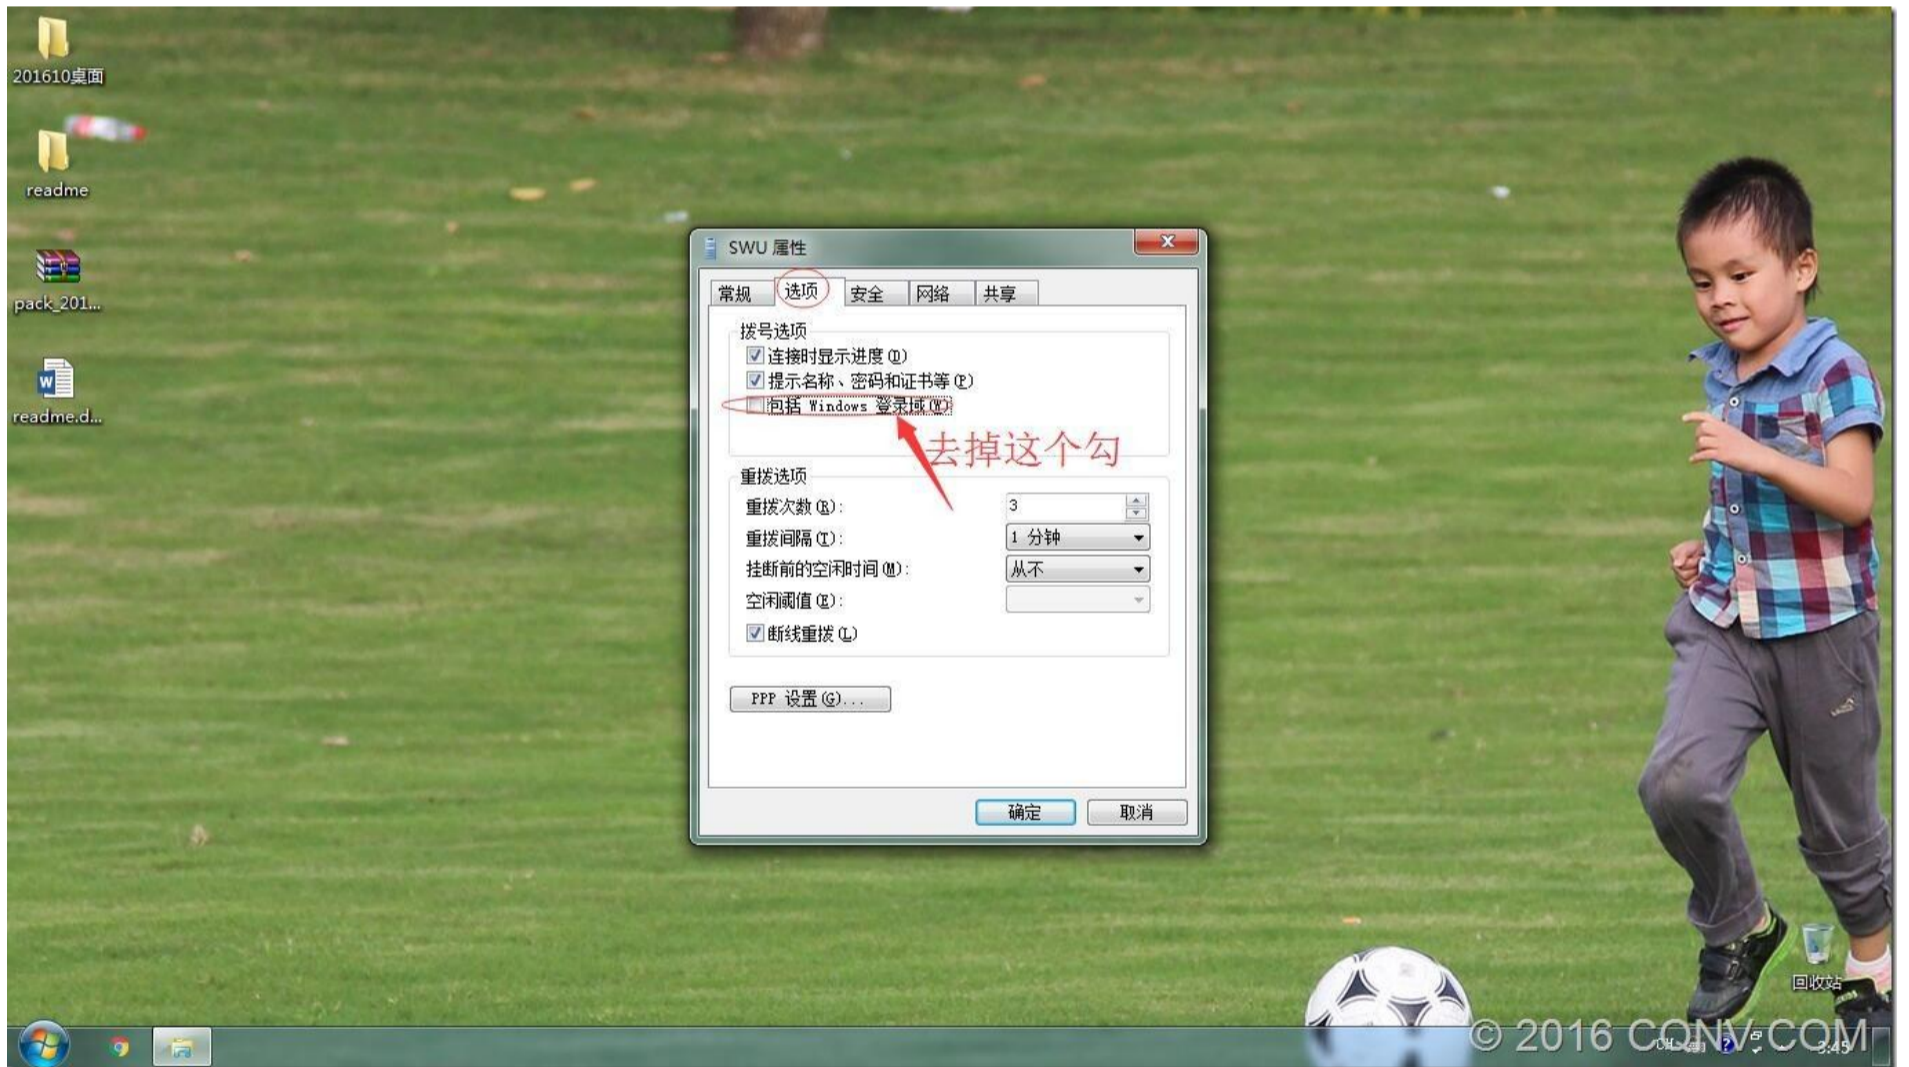 201610桌面
readme
pack_201...
readme.d...
SWU 属性
常规 选项 安全 网络 共享
拨号选项
连接时显示进度(D)
提示名称、密码和证书等(P)
包括 Windows 登录域(W)
去掉这个勾
重拨选项
重拨次数(R): 3
重拨间隔(T): 1 分钟
挂断前的空闲时间(M): 从不
空闲阈值(E):
断线重拨(L)
PPP 设置(G)...
确定 取消
回收站
© 2016 CQNV.COM
CH
3:45